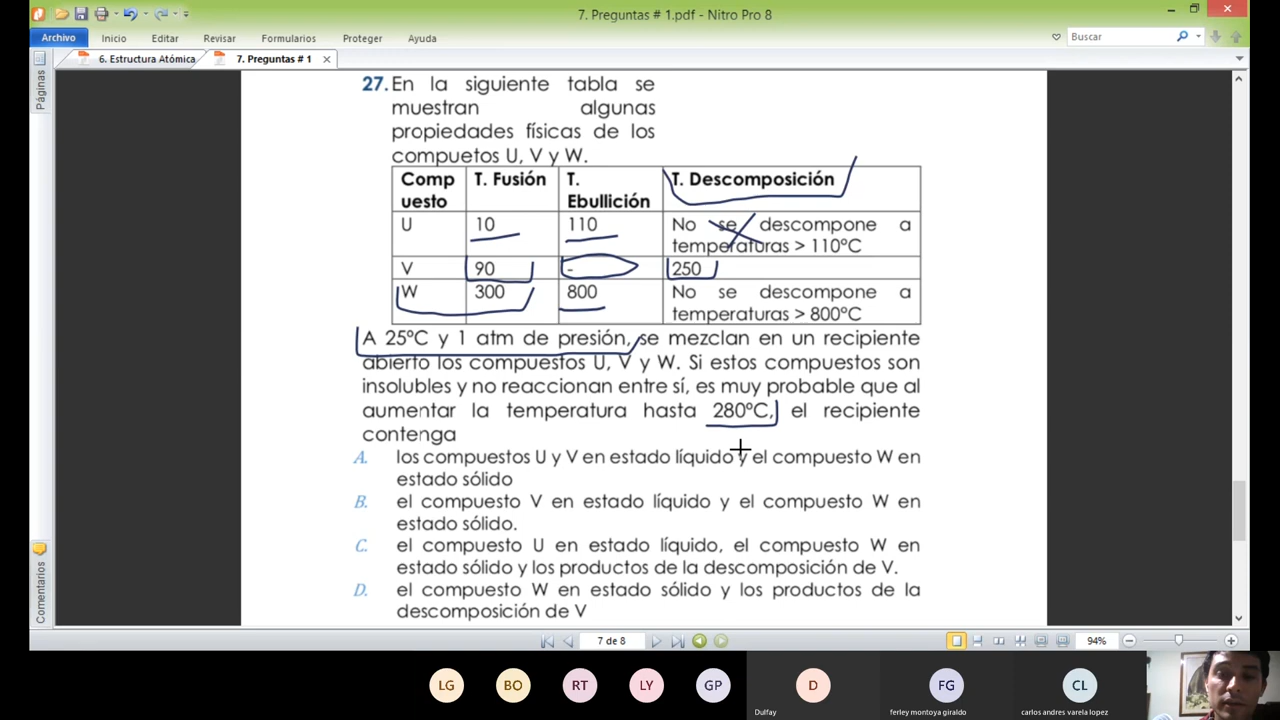 7. Preguntas # 1.pdf - Nitro Pro 8
Archivo Inicio Editar Revisar Formularios Proteger Ayuda Buscar
6. Estructura Atómica 7. Preguntas # 1
Páginas
27. En la siguiente tabla se
muestran algunas
propiedades físicas de los
compuetos U, V y W.
Comp T. Fusión T. T. Descomposición
uesto Ebullición
U 10 110 No se descompone a
temperaturas > 110ºC
V 90 - 250
W 300 800 No se descompone a
temperaturas > 800ºC
A 25ºC y 1 atm de presión, se mezclan en un recipiente
abierto los compuestos U, V y W. Si estos compuestos son
insolubles y no reaccionan entre sí, es muy probable que al
aumentar la temperatura hasta 280ºC, el recipiente
contenga
A. los compuestos U y V en estado líquido y el compuesto W en
estado sólido
B. el compuesto V en estado líquido y el compuesto W en
estado sólido.
C. el compuesto U en estado líquido, el compuesto W en
estado sólido y los productos de la descomposición de V.
D. el compuesto W en estado sólido y los productos de la
descomposición de V
Comentarios
7 de 8 94%
LG BO RT LY GP D FG CL
Dulfay ferley montoya giraldo carlos andres varela lopez